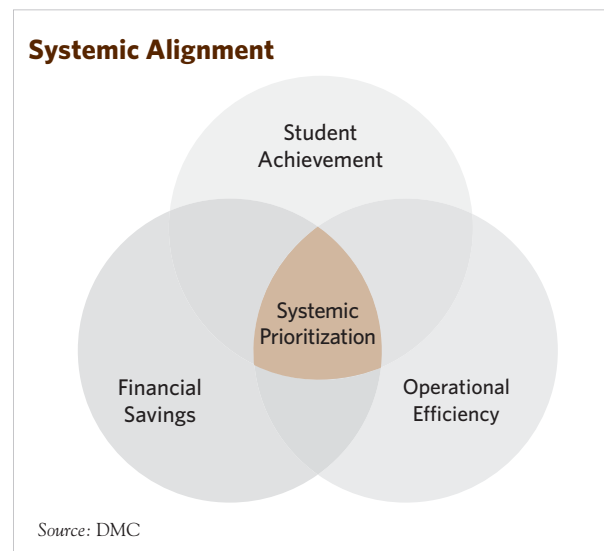 Systemic Alignment
Student
Achievement
Systemic
Prioritization
Financial
Savings
Operational
Efficiency
Source: DMC